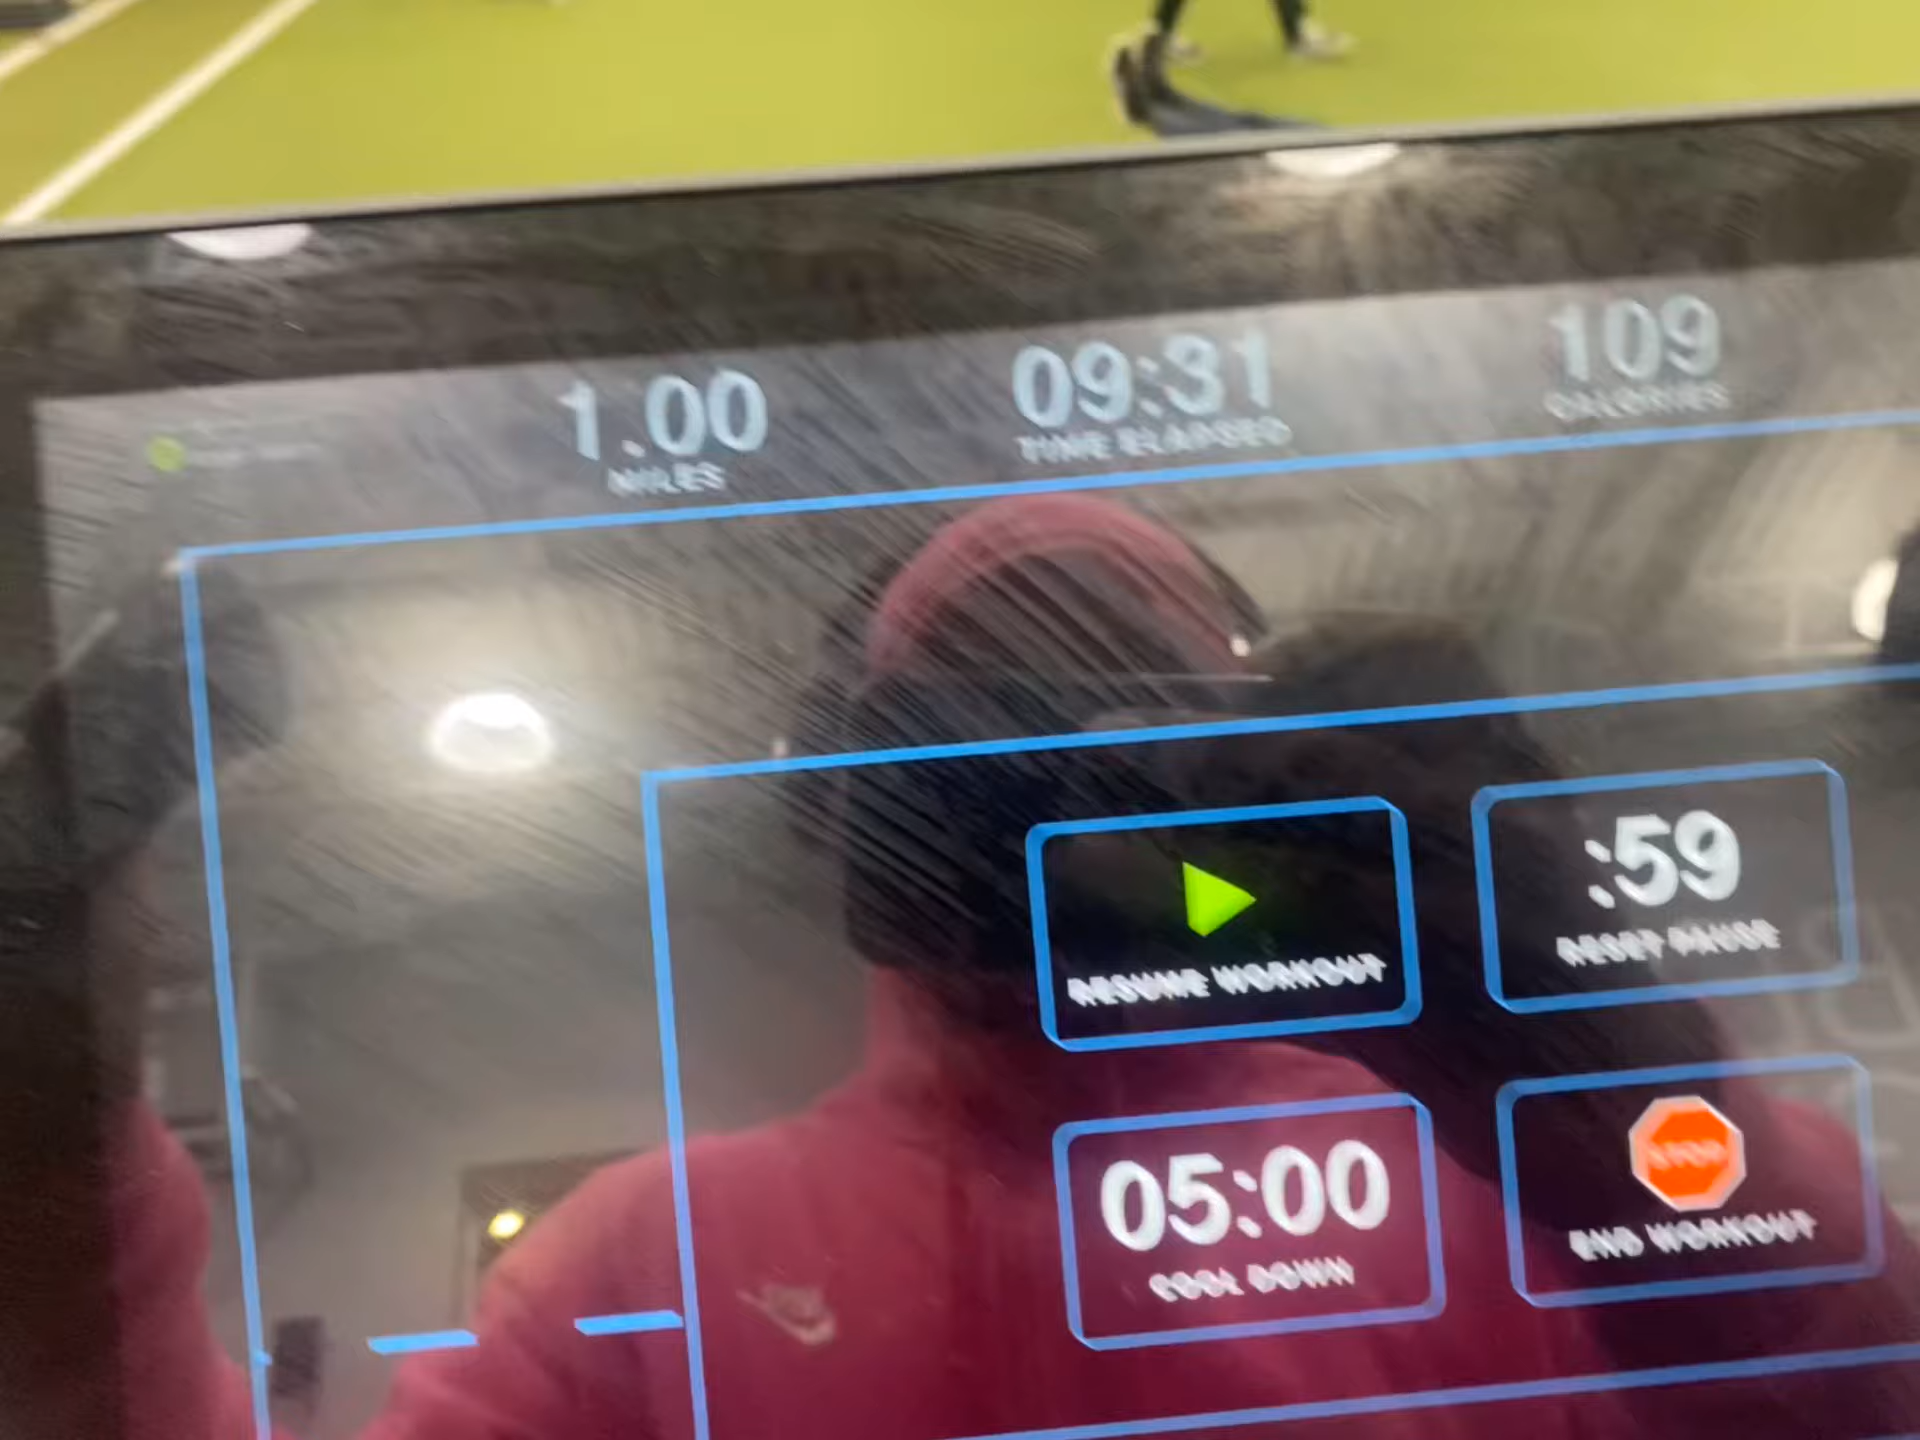 1.00 09:31 109
MILES TIME ELAPSED CALORIES
:59
RESUME WORKOUT RESET PAUSE
05:00 STOP
COOL DOWN END WORKOUT